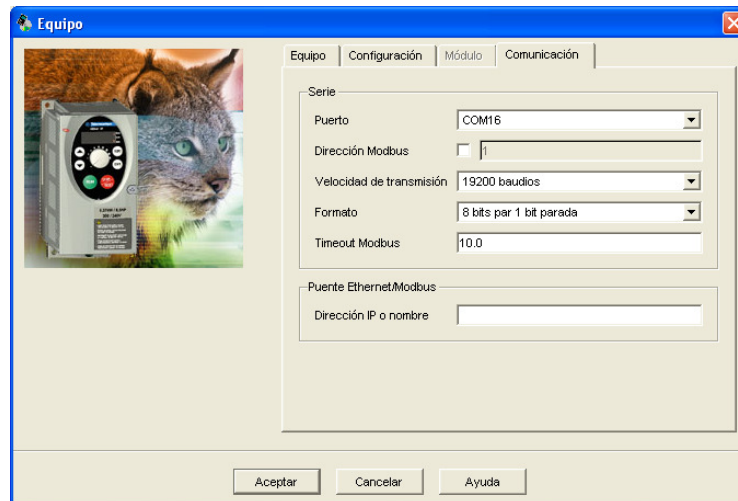 Equipo
Equipo Configuración Módulo Comunicación
Serie
Puerto COM16
Dirección Modbus 1
Velocidad de transmisión 19200 baudios
Formato 8 bits par 1 bit parada
Timeout Modbus 10.0
Puente Ethernet/Modbus
Dirección IP o nombre
Aceptar Cancelar Ayuda